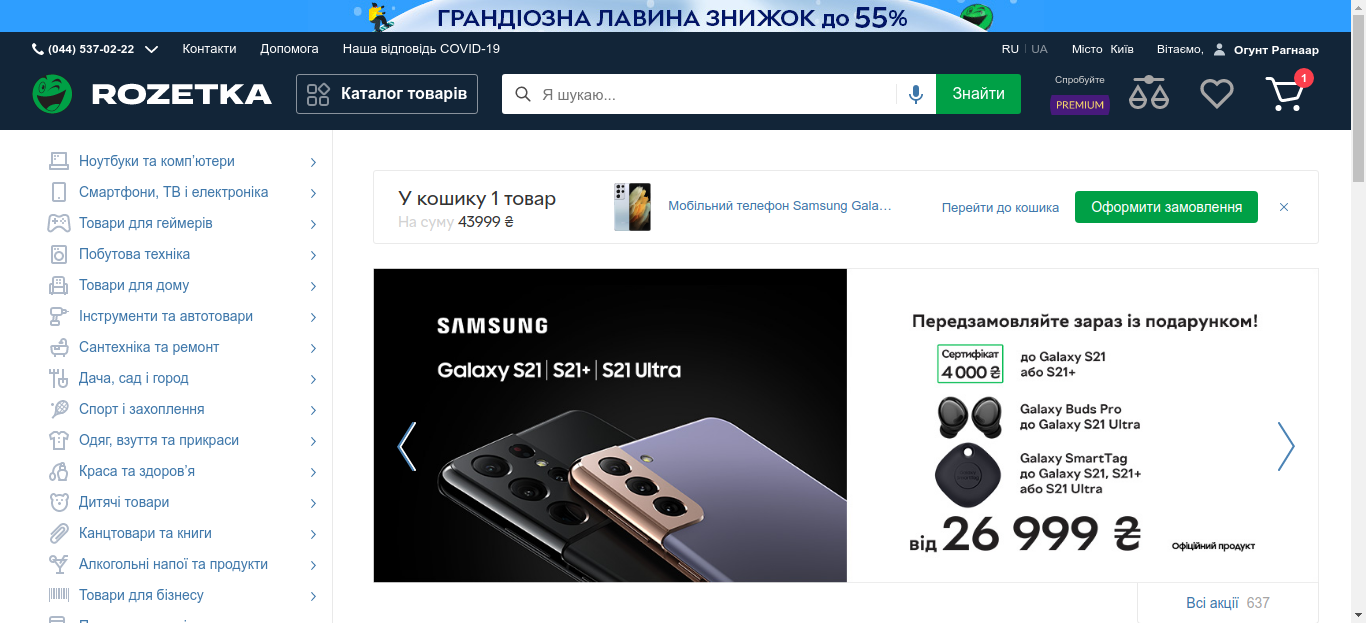 ГРАНДІОЗНА ЛАВИНА ЗНИЖОК до 55%
(044) 537-02-22 Контакти Допомога Наша відповідь COVID-19 RU | UA Місто Київ Вітаємо, Огунт Рагнаар
ROZETKA Каталог товарів Я шукаю... Знайти Спробуйте PREMIUM 1
Ноутбуки та комп’ютери
Смартфони, ТВ і електроніка
Товари для геймерів
Побутова техніка
Товари для дому
Інструменти та автотовари
Сантехніка та ремонт
Дача, сад і город
Спорт і захоплення
Одяг, взуття та прикраси
Краса та здоров’я
Дитячі товари
Канцтовари та книги
Алкогольні напої та продукти
Товари для бізнесу
У кошику 1 товар
На суму 43999 ₴
Мобільний телефон Samsung Gala…
Перейти до кошика
Оформити замовлення
SAMSUNG
Galaxy S21 | S21+ | S21 Ultra
Передзамовляйте зараз із подарунком!
Сертифікат
4 000 ₴
до Galaxy S21
або S21+
Galaxy Buds Pro
до Galaxy S21 Ultra
Galaxy SmartTag
до Galaxy S21, S21+
або S21 Ultra
від 26 999 ₴
Офіційний продукт
Всі акції 637